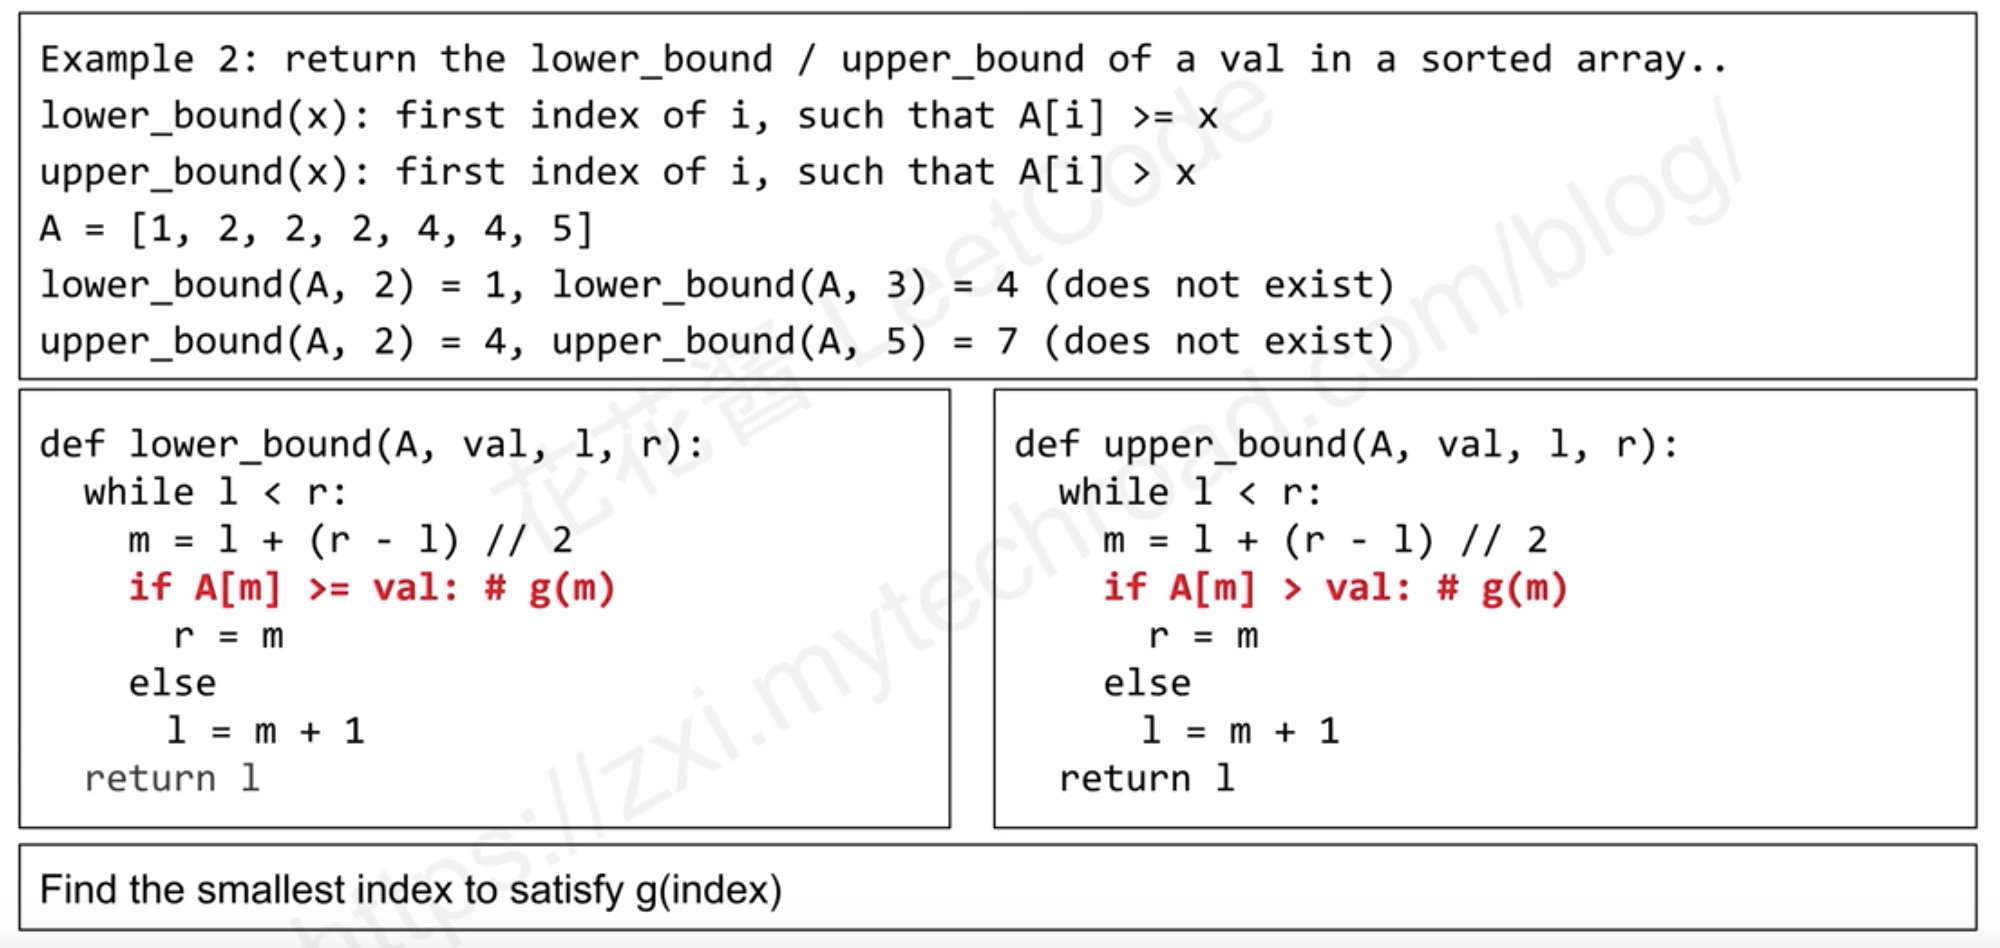 Example 2: return the lower_bound / upper_bound of a val in a sorted array..
lower_bound(x): first index of i, such that A[i] >= x
upper_bound(x): first index of i, such that A[i] > x
A = [1, 2, 2, 2, 4, 4, 5]
lower_bound(A, 2) = 1, lower_bound(A, 3) = 4 (does not exist)
upper_bound(A, 2) = 4, upper_bound(A, 5) = 7 (does not exist)
def lower_bound(A, val, l, r):
  while l < r:
    m = l + (r - l) // 2
    if A[m] >= val: # g(m)
      r = m
    else
      l = m + 1
  return l
def upper_bound(A, val, l, r):
  while l < r:
    m = l + (r - l) // 2
    if A[m] > val: # g(m)
      r = m
    else
      l = m + 1
  return l
Find the smallest index to satisfy g(index)
花花酱 LeetCode
https://zxi.mytechroad.com/blog/